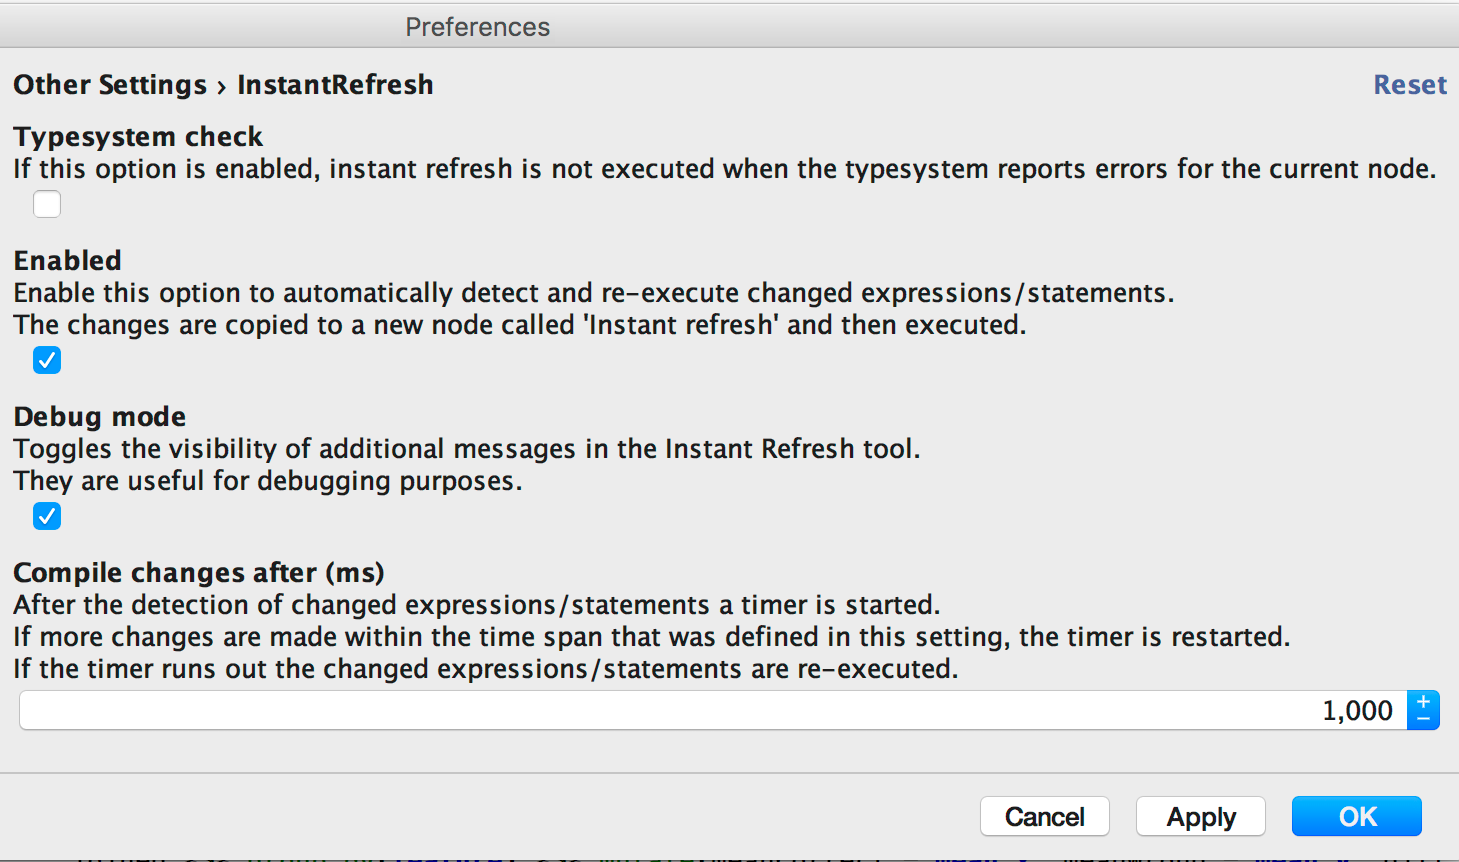 Preferences
Other Settings › InstantRefresh
Reset
Typesystem check
If this option is enabled, instant refresh is not executed when the typesystem reports errors for the current node.
Enabled
Enable this option to automatically detect and re-execute changed expressions/statements.
The changes are copied to a new node called 'Instant refresh' and then executed.
Debug mode
Toggles the visibility of additional messages in the Instant Refresh tool.
They are useful for debugging purposes.
Compile changes after (ms)
After the detection of changed expressions/statements a timer is started.
If more changes are made within the time span that was defined in this setting, the timer is restarted.
If the timer runs out the changed expressions/statements are re-executed.
1,000
Cancel
Apply
OK